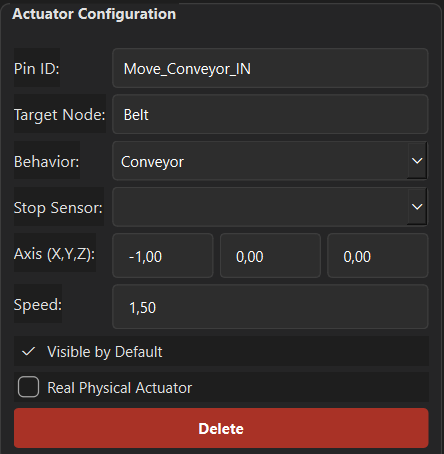 Actuator Configuration
Pin ID: Move_Conveyor_IN
Target Node: Belt
Behavior: Conveyor
Stop Sensor:
Axis (X,Y,Z): -1,00 0,00 0,00
Speed: 1,50
Visible by Default
Real Physical Actuator
Delete